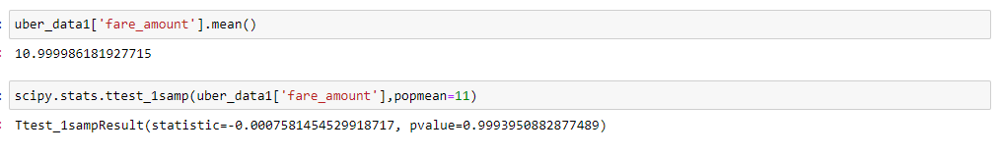 uber_data1['fare_amount'].mean()
10.999986181927715
scipy.stats.ttest_1samp(uber_data1['fare_amount'],popmean=11)
Ttest_1sampResult(statistic=-0.0007581454529918717, pvalue=0.9993950882877489)